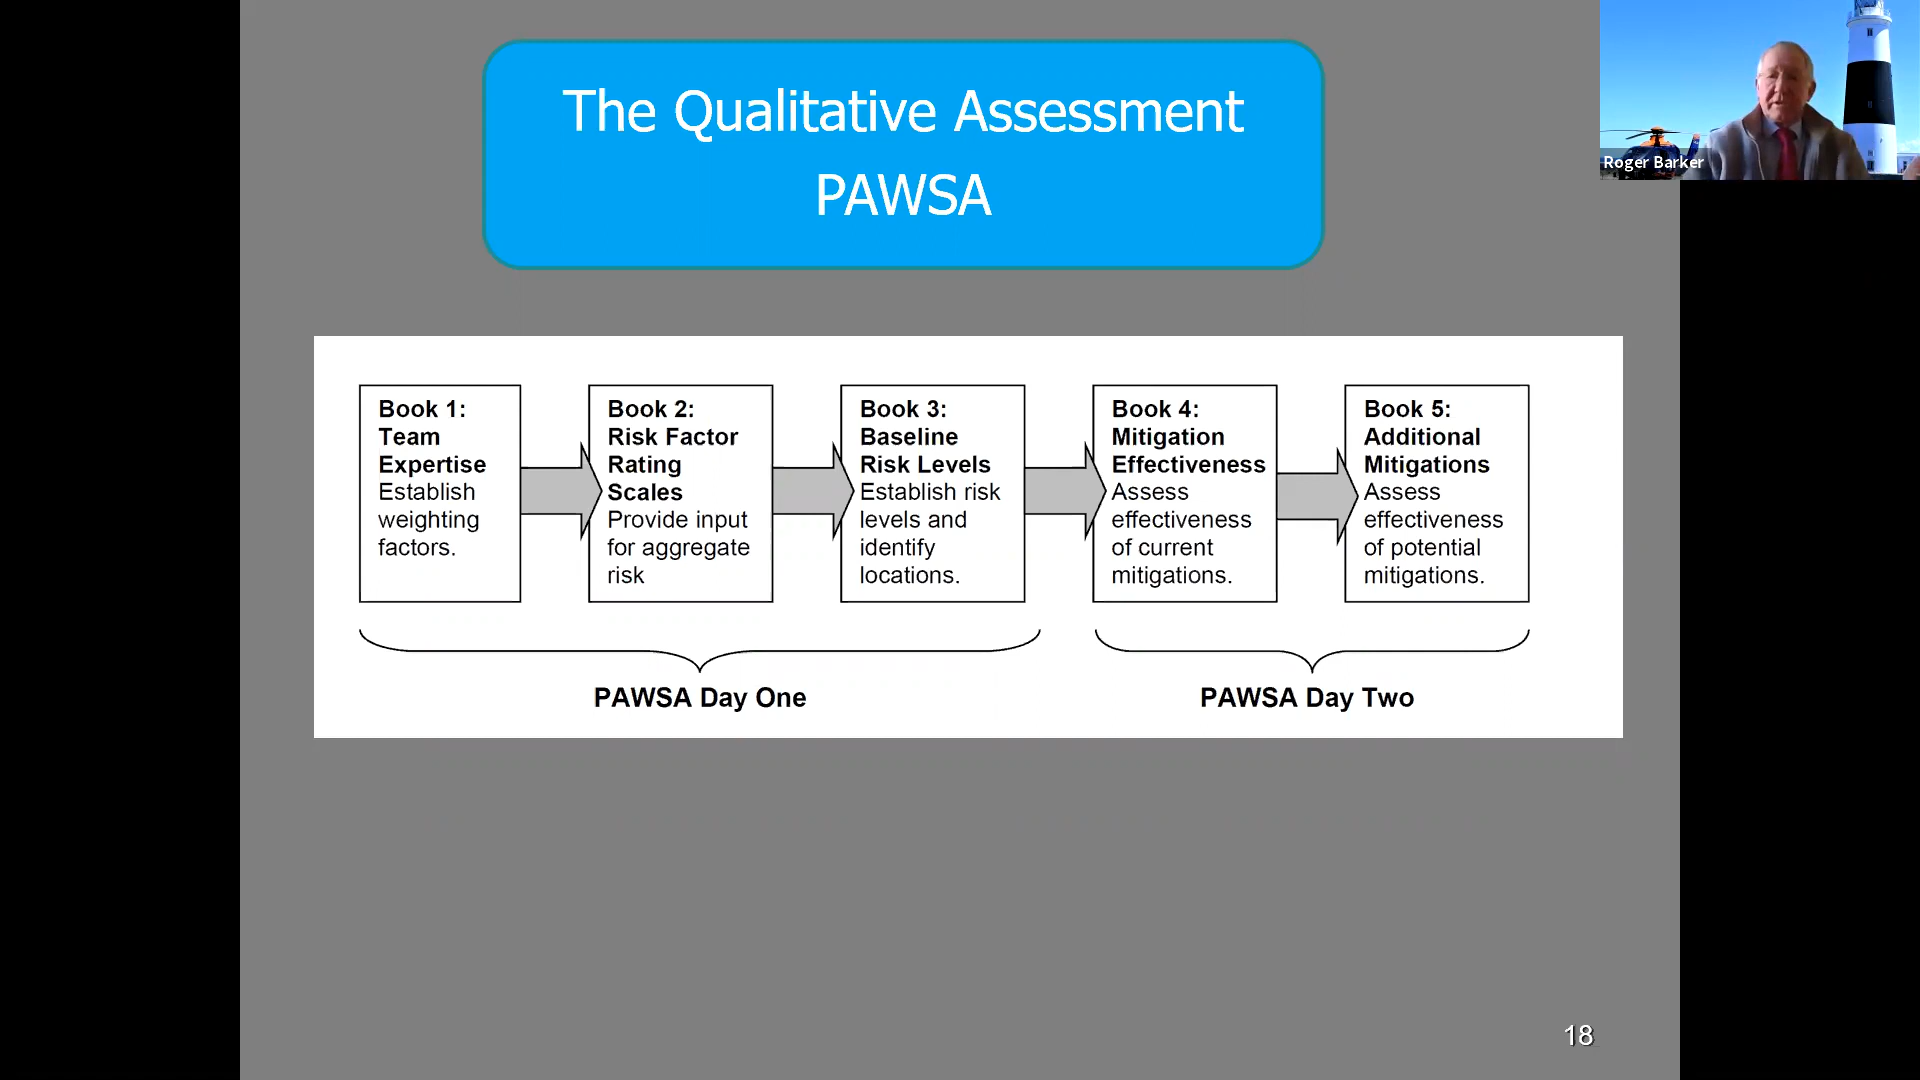 The Qualitative Assessment
PAWSA
Roger Barker
Book 1:
Team
Expertise
Establish
weighting
factors.
Book 2:
Risk Factor
Rating
Scales
Provide input
for aggregate
risk
Book 3:
Baseline
Risk Levels
Establish risk
levels and
identify
locations.
Book 4:
Mitigation
Effectiveness
Assess
effectiveness
of current
mitigations.
Book 5:
Additional
Mitigations
Assess
effectiveness
of potential
mitigations.
PAWSA Day One
PAWSA Day Two
18